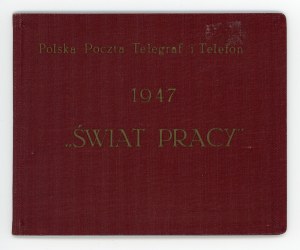 Polska Poczta Telegraf i Telefon
1947
„ŚWIAT PRACY”